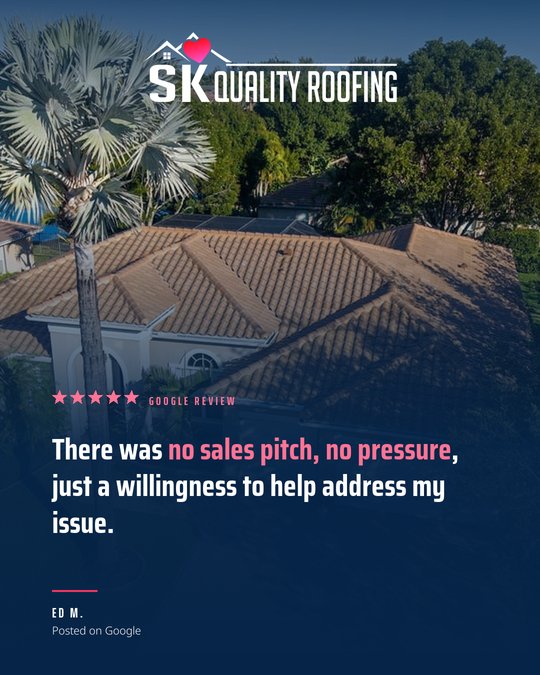 SK QUALITY ROOFING
GOOGLE REVIEW
There was no sales pitch, no pressure,
just a willingness to help address my
issue.
ED M.
Posted on Google